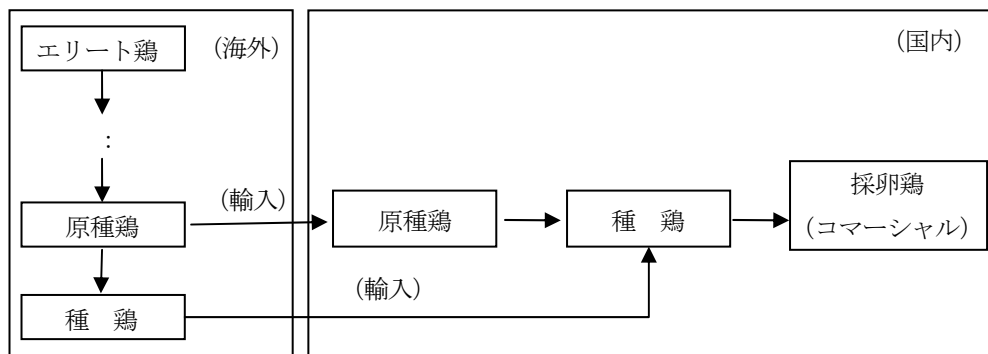 エリート鶏
（海外）
（国内）
：
原種鶏
（輸入）
原種鶏
種　鶏
採卵鶏
（コマーシャル）
種　鶏
（輸入）